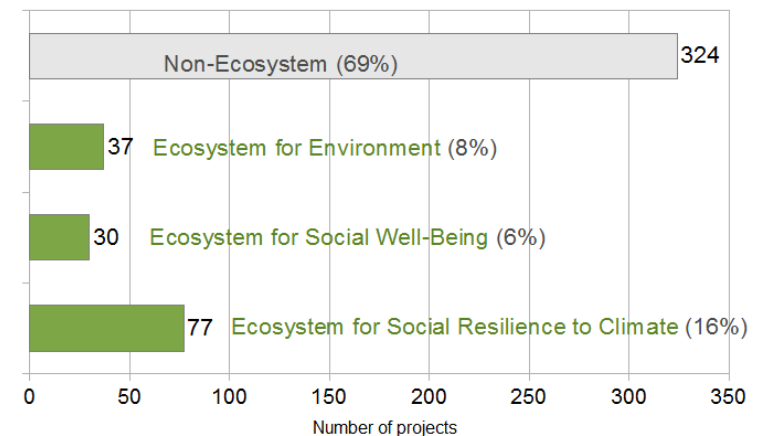 Non-Ecosystem (69%) 324
37 Ecosystem for Environment (8%)
30 Ecosystem for Social Well-Being (6%)
77 Ecosystem for Social Resilience to Climate (16%)
0 50 100 150 200 250 300 350
Number of projects